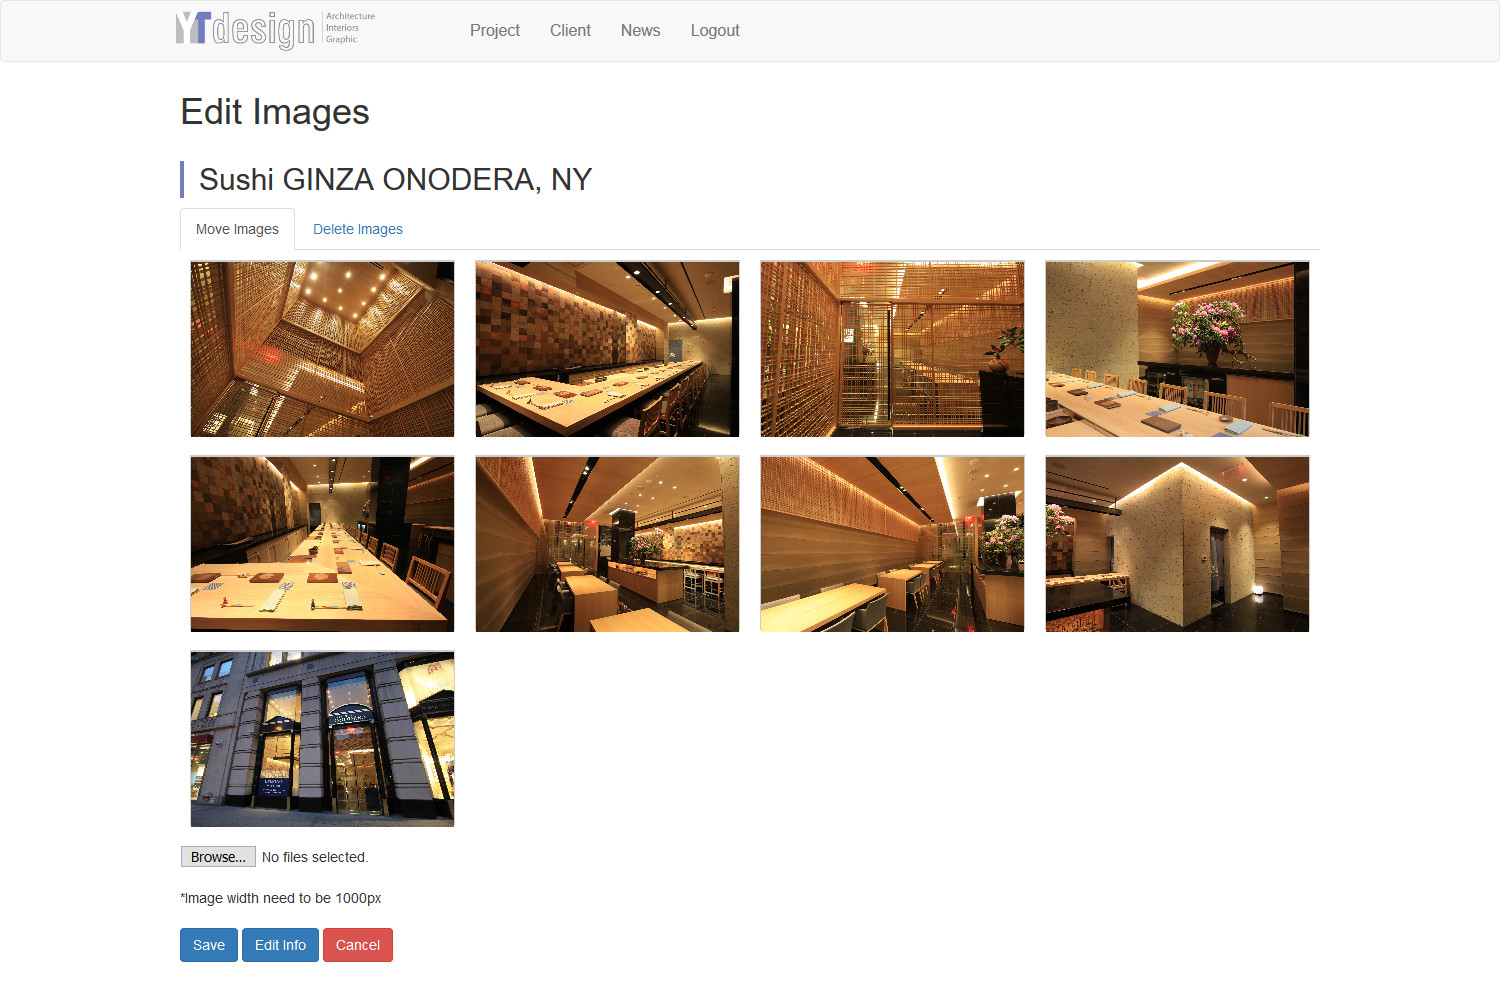 YTdesign
Architecture
Interiors
Graphic
Project
Client
News
Logout
Edit Images
Sushi GINZA ONODERA, NY
Move Images
Delete Images
ONODERA
Browse...
No files selected.
*Image width need to be 1000px
Save
Edit Info
Cancel